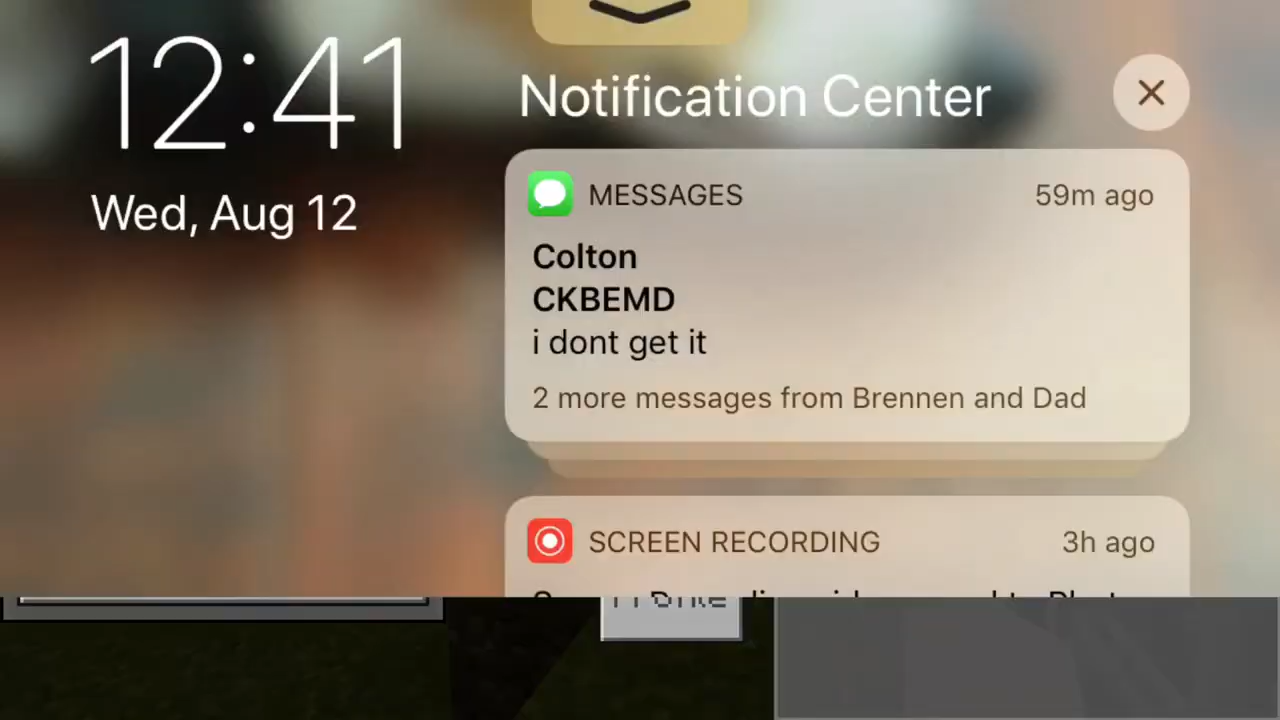 12:41
Wed, Aug 12
Notification Center
MESSAGES
59m ago
Colton
CKBEMD
i dont get it
2 more messages from Brennen and Dad
SCREEN RECORDING
3h ago